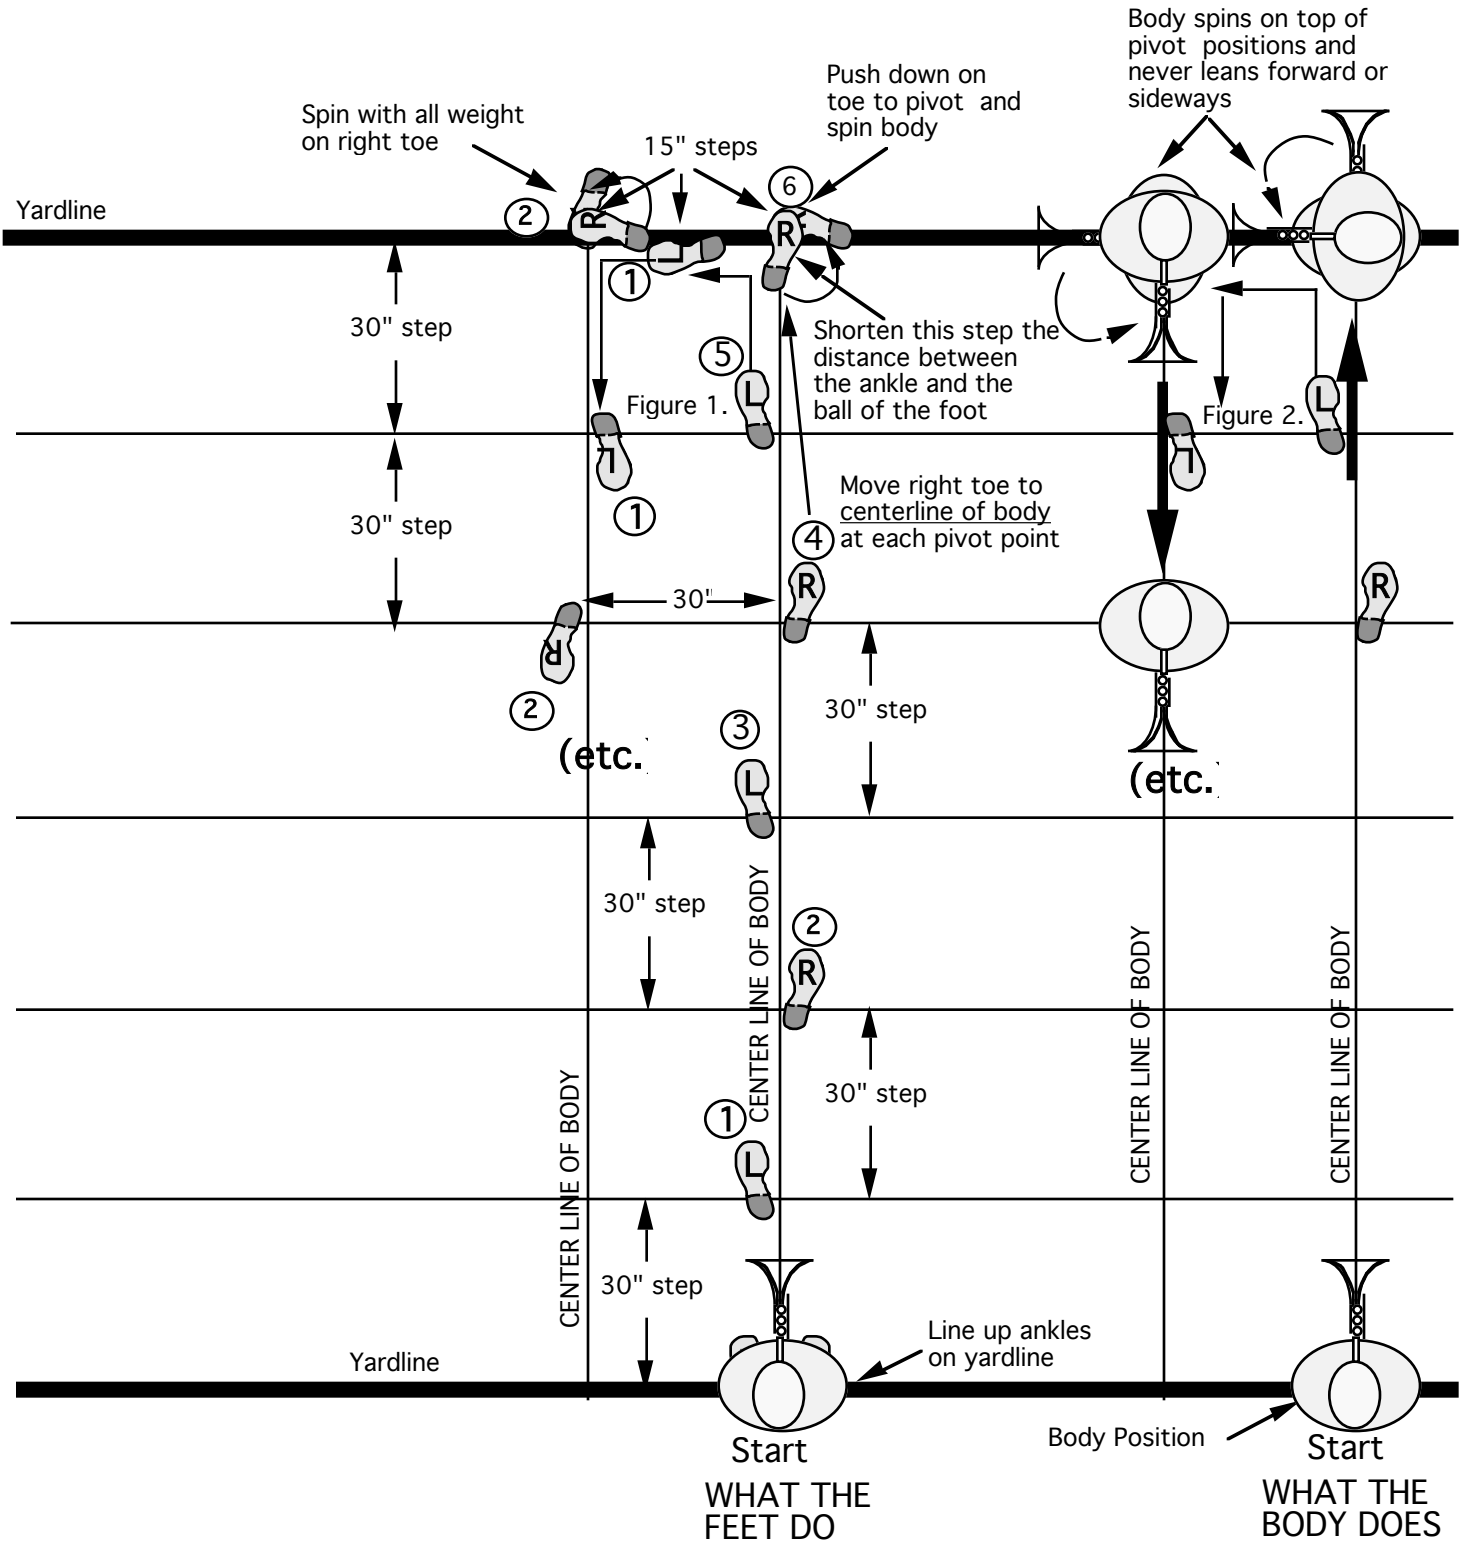 Body spins on top of
pivot positions and
never leans forward or
sideways
Push down on
toe to pivot and
spin body
Spin with all weight
on right toe
15" steps
6
Yardline
2
R
R
L
1
30" step
Shorten this step the
distance between
the ankle and the
ball of the foot
5
L
Figure 1.
L
Figure 2.
L
L
1
30" step
Move right toe to
centerline of body
at each pivot point
4
R
R
30"
R
2
30" step
3
(etc.)
(etc.)
L
30" step
2
R
CENTER LINE OF BODY
CENTER LINE OF BODY
CENTER LINE OF BODY
CENTER LINE OF BODY
30" step
1
L
30" step
Line up ankles
on yardline
Yardline
Body Position
Start
Start
WHAT THE
FEET DO
WHAT THE
BODY DOES